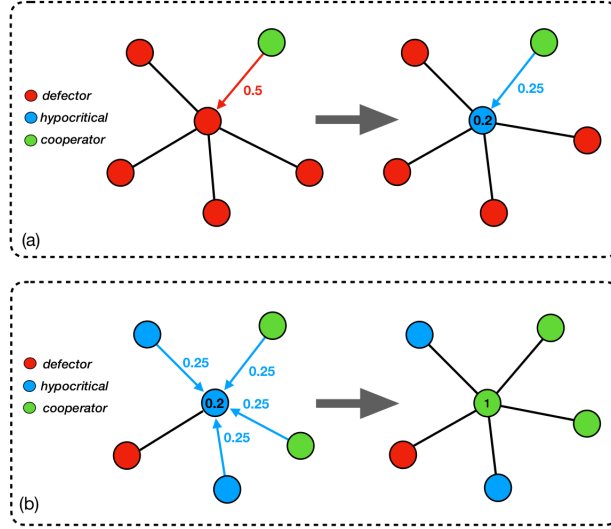 0.5
0.25
defector
hypocritical
cooperator
0.2
(a)
0.25
0.25
defector
hypocritical
cooperator
0.2
0.25
1
0.25
(b)